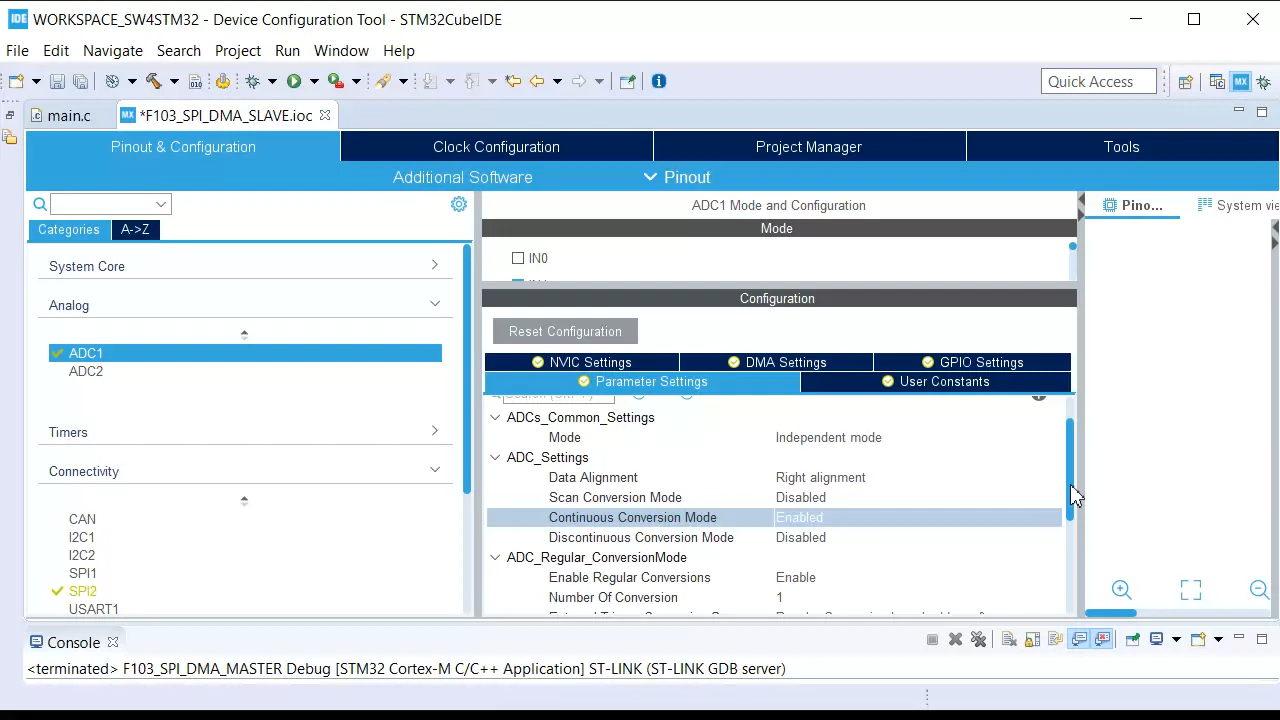 IDE WORKSPACE_SW4STM32 - Device Configuration Tool - STM32CubeIDE
File Edit Navigate Search Project Run Window Help
Quick Access
MX
main.c
MX *F103_SPI_DMA_SLAVE.ioc
Pinout & Configuration
Clock Configuration
Project Manager
Tools
Additional Software
Pinout
Categories
A->Z
System Core
Analog
ADC1
ADC2
Timers
Connectivity
CAN
I2C1
I2C2
SPI1
SPI2
USART1
ADC1 Mode and Configuration
Mode
IN0
Configuration
Reset Configuration
NVIC Settings
DMA Settings
GPIO Settings
Parameter Settings
User Constants
ADCs_Common_Settings
Mode Independent mode
ADC_Settings
Data Alignment Right alignment
Scan Conversion Mode Disabled
Continuous Conversion Mode Enabled
Discontinuous Conversion Mode Disabled
ADC_Regular_ConversionMode
Enable Regular Conversions Enable
Number Of Conversion 1
Pino...
System vie
Console
<terminated> F103_SPI_DMA_MASTER Debug [STM32 Cortex-M C/C++ Application] ST-LINK (ST-LINK GDB server)